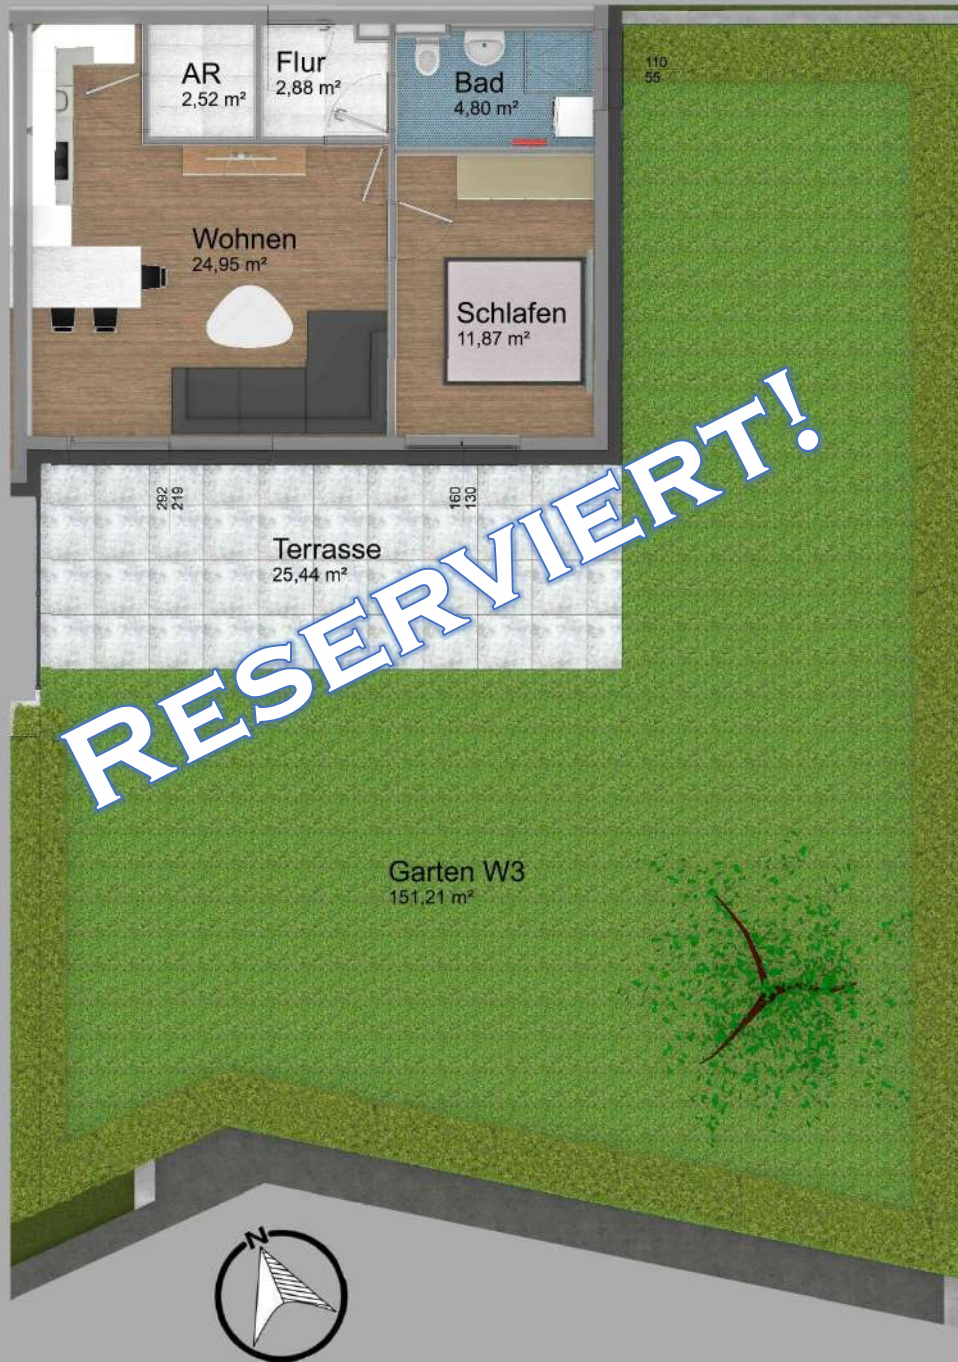 AR
2,52 m²
Flur
2,88 m²
Bad
4,80 m²
110
55
Wohnen
24,95 m²
Schlafen
11,87 m²
292
219
160
130
Terrasse
25,44 m²
RESERVIERT!
Garten W3
151,21 m²
N